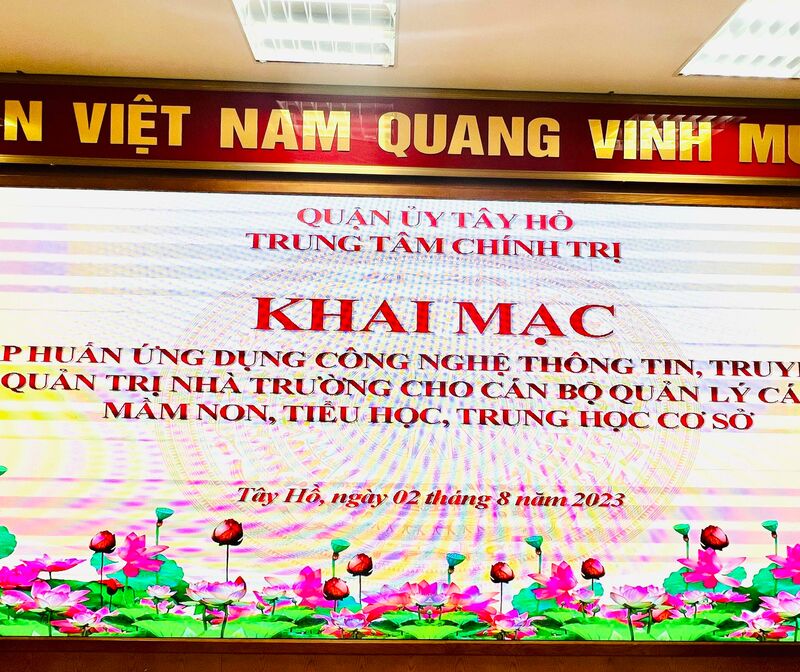 N VIỆT NAM QUANG VINH MU
QUẬN ỦY TÂY HỒ
TRUNG TÂM CHÍNH TRỊ
KHAI MẠC
P HUẤN ỨNG DỤNG CÔNG NGHỆ THÔNG TIN, TRUY
QUẢN TRỊ NHÀ TRƯỜNG CHO CÁN BỘ QUẢN LÝ CÁ
MẦM NON, TIỂU HỌC, TRUNG HỌC CƠ SỞ
Tây Hồ, ngày 02 tháng 8 năm 2023